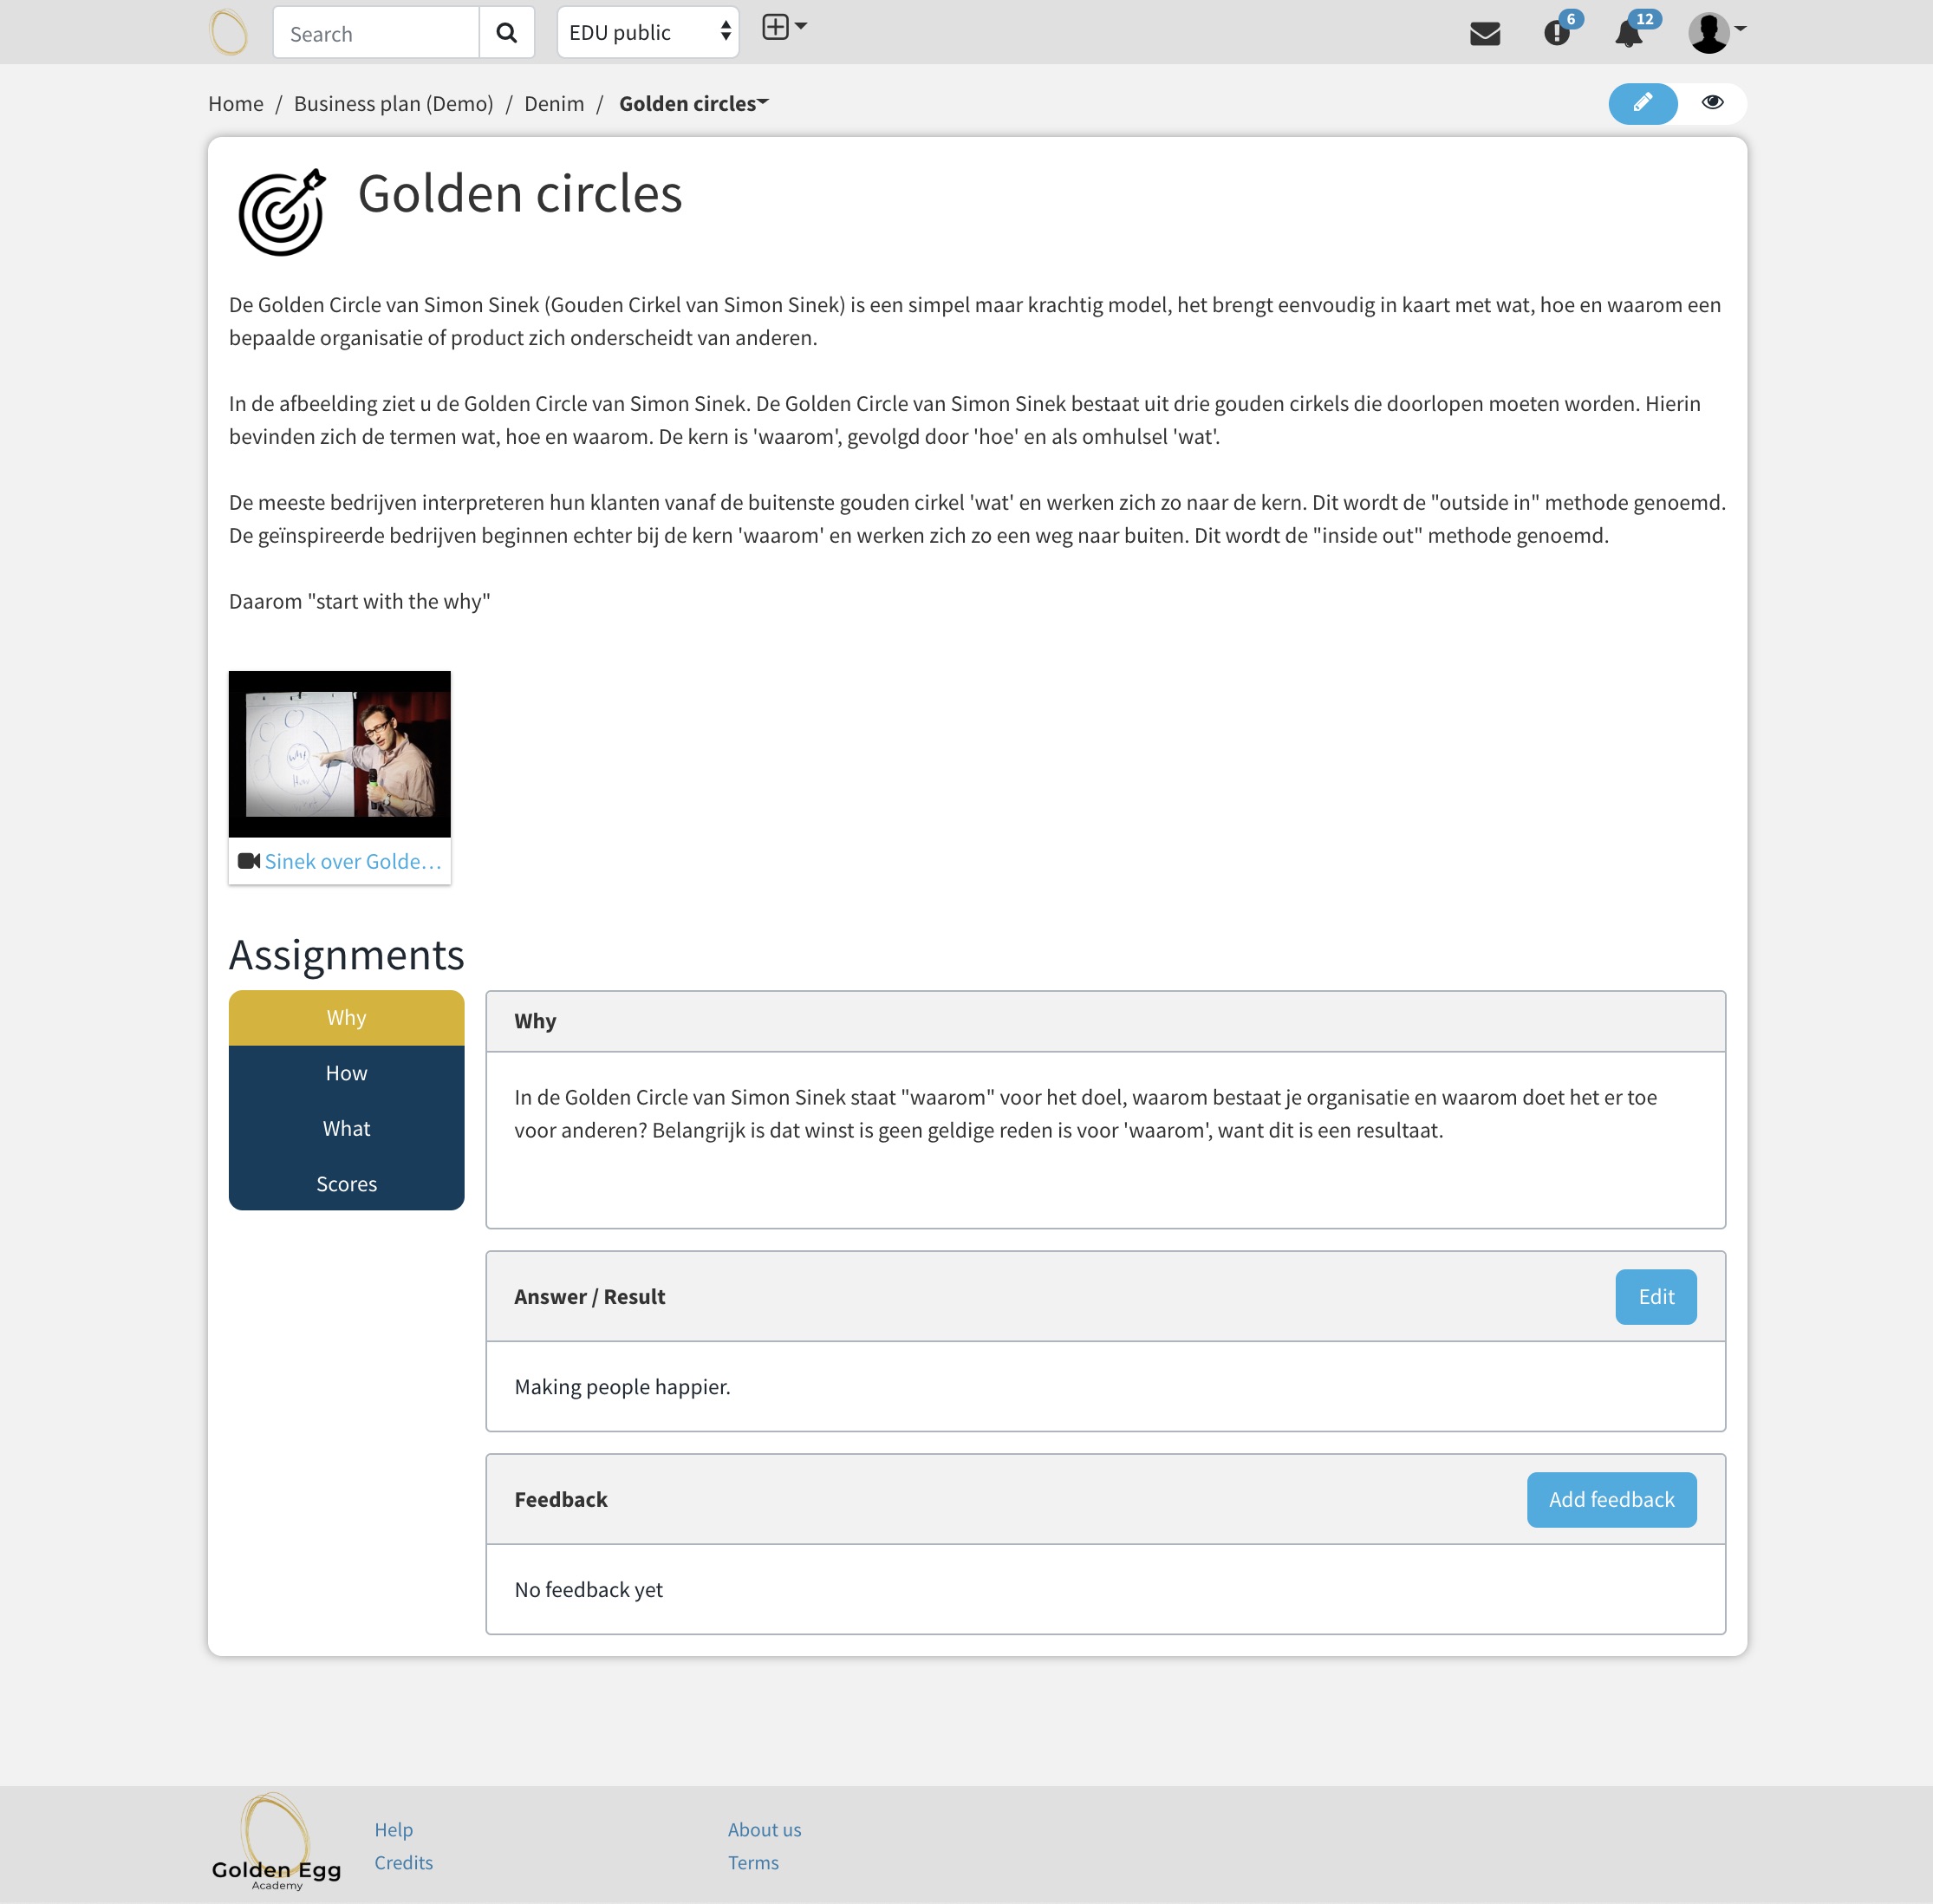 Search
EDU public
6
12
Home / Business plan (Demo) / Denim / Golden circles
Golden circles
De Golden Circle van Simon Sinek (Gouden Cirkel van Simon Sinek) is een simpel maar krachtig model, het brengt eenvoudig in kaart met wat, hoe en waarom een
bepaalde organisatie of product zich onderscheidt van anderen.
In de afbeelding ziet u de Golden Circle van Simon Sinek. De Golden Circle van Simon Sinek bestaat uit drie gouden cirkels die doorlopen moeten worden. Hierin
bevinden zich de termen wat, hoe en waarom. De kern is 'waarom', gevolgd door 'hoe' en als omhulsel 'wat'.
De meeste bedrijven interpreteren hun klanten vanaf de buitenste gouden cirkel 'wat' en werken zich zo naar de kern. Dit wordt de "outside in" methode genoemd.
De geïnspireerde bedrijven beginnen echter bij de kern 'waarom' en werken zich zo een weg naar buiten. Dit wordt de "inside out" methode genoemd.
Daarom "start with the why"
Sinek over Golde…
Assignments
Why
How
What
Scores
Why
In de Golden Circle van Simon Sinek staat "waarom" voor het doel, waarom bestaat je organisatie en waarom doet het er toe
voor anderen? Belangrijk is dat winst is geen geldige reden is voor 'waarom', want dit is een resultaat.
Answer / Result
Edit
Making people happier.
Feedback
Add feedback
No feedback yet
Golden Egg
Academy
Help
Credits
About us
Terms